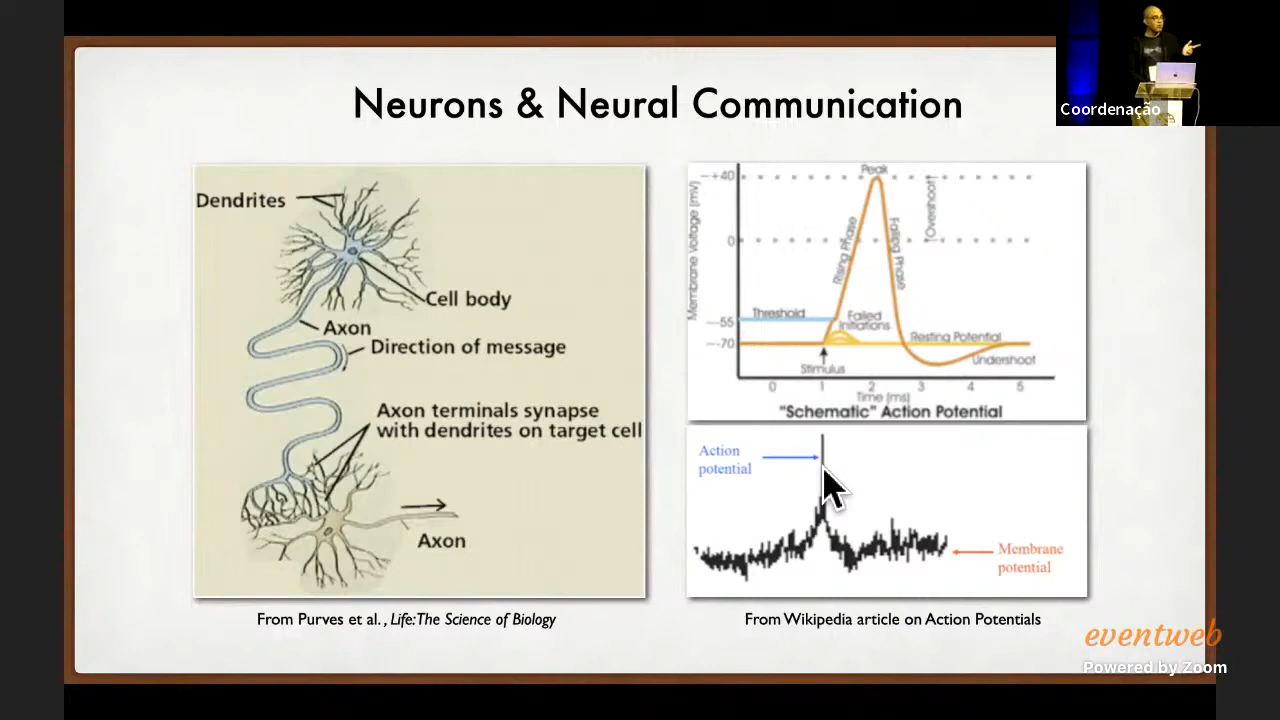 Neurons & Neural Communication
Coordenação
Dendrites
Cell body
Axon
Direction of message
Axon terminals synapse
with dendrites on target cell
Axon
From Purves et al. , Life: The Science of Biology
Membrane Voltage (mV)
+40
0
-55
-70
Peak
Overshoot
Rising Phase
Falling Phase
Threshold
Failed
Initiations
Resting Potential
Stimulus
Undershoot
0 1 2 3 4 5
Time (ms)
"Schematic" Action Potential
Action
potential
Membrane
potential
From Wikipedia article on Action Potentials
eventweb
Powered by Zoom